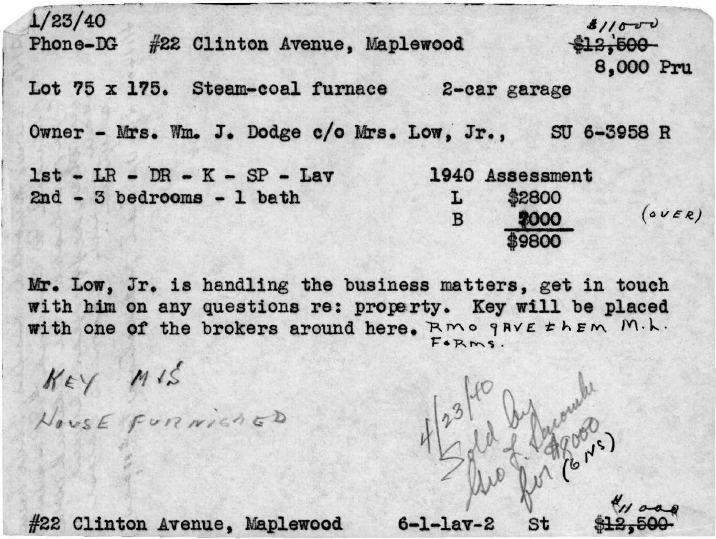 1/23/40 $11000
Phone-DG #22 Clinton Avenue, Maplewood $12,500
8,000 Pru
Lot 75 x 175. Steam-coal furnace 2-car garage
Owner - Mrs. Wm. J. Dodge c/o Mrs. Low, Jr., SU 6-3958 R
1st - LR - DR - K - SP - Lav 1940 Assessment
2nd - 3 bedrooms - 1 bath L $2800
B 7000 (OVER)
$9800
Mr. Low, Jr. is handling the business matters, get in touch
with him on any questions re: property. Key will be placed
with one of the brokers around here. RMO GAVE thEM M.L.
FORMS.
KEY
HOUSE FURNISHED
4/23/40
Sold by
Geo F.
for $8000
(6 NS)
#22 Clinton Avenue, Maplewood 6-1-lav-2 St $12,500
$11000